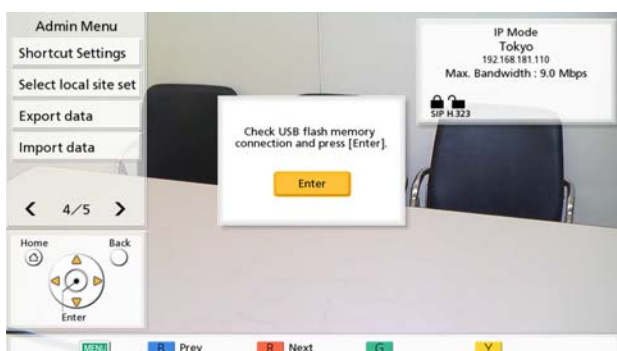 Admin Menu
Shortcut Settings
Select local site set
Export data
Import data
4/5
Home
Back
Enter
IP Mode
Tokyo
192.168.181.110
Max. Bandwidth : 9.0 Mbps
SIP H.323
Check USB flash memory
connection and press [Enter].
Enter
MENU
B Prev
R Next
G
Y